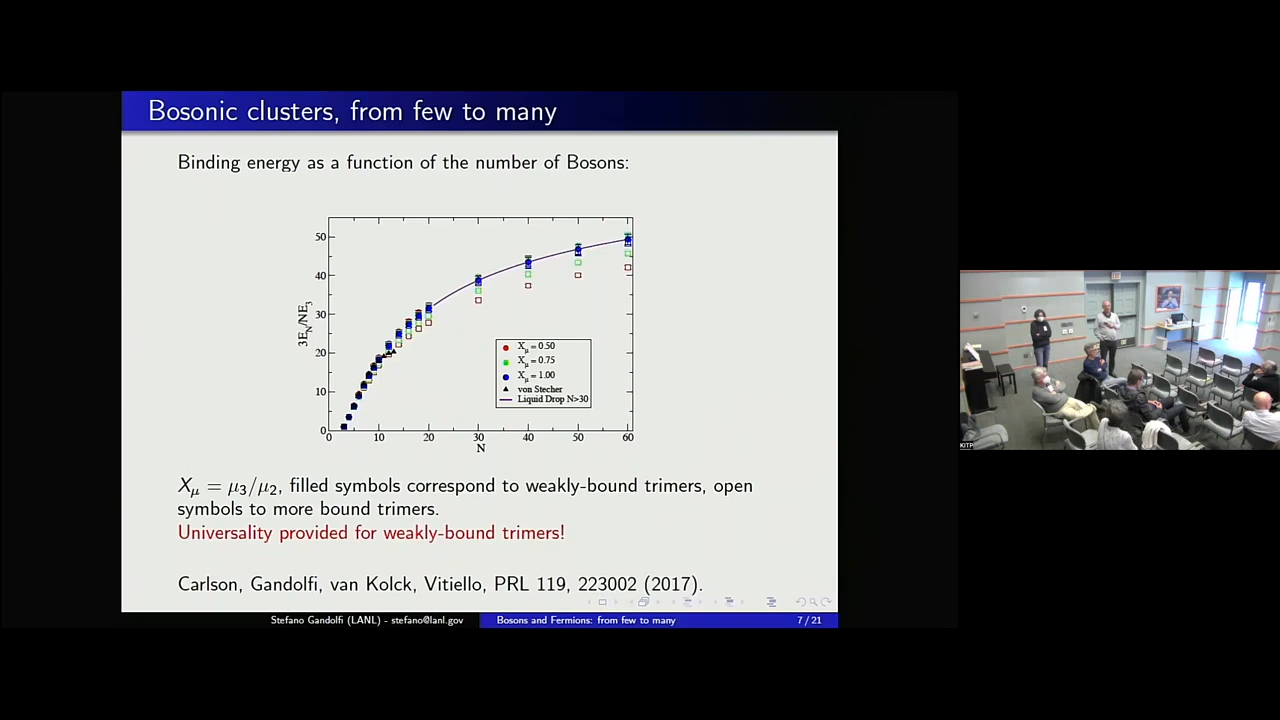 Bosonic clusters, from few to many
Binding energy as a function of the number of Bosons:
50
40
30
20
10
0
3E_N/NE_3
0 10 20 30 40 50 60
N
X_μ = 0.50
X_μ = 0.75
X_μ = 1.00
von Stecher
Liquid Drop N>30
X_μ = μ_3/μ_2, filled symbols correspond to weakly-bound trimers, open
symbols to more bound trimers.
Universality provided for weakly-bound trimers!
Carlson, Gandolfi, van Kolck, Vitiello, PRL 119, 223002 (2017).
Stefano Gandolfi (LANL) - stefano@lanl.gov
Bosons and Fermions: from few to many
7 / 21
KITP